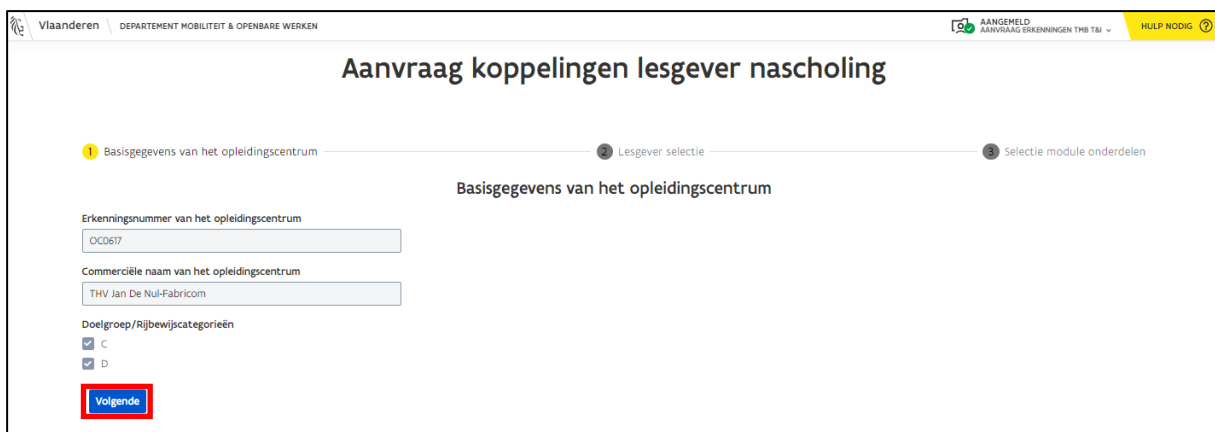 Vlaanderen DEPARTEMENT MOBILITEIT & OPENBARE WERKEN
AANGEMELD
AANVRAAG ERKENNINGEN TMB T&I
HULP NODIG ?
Aanvraag koppelingen lesgever nascholing
1 Basisgegevens van het opleidingscentrum
2 Lesgever selectie
3 Selectie module onderdelen
Basisgegevens van het opleidingscentrum
Erkenningsnummer van het opleidingscentrum
OC0617
Commerciële naam van het opleidingscentrum
THV Jan De Nul-Fabricom
Doelgroep/Rijbewijscategorieën
C
D
Volgende